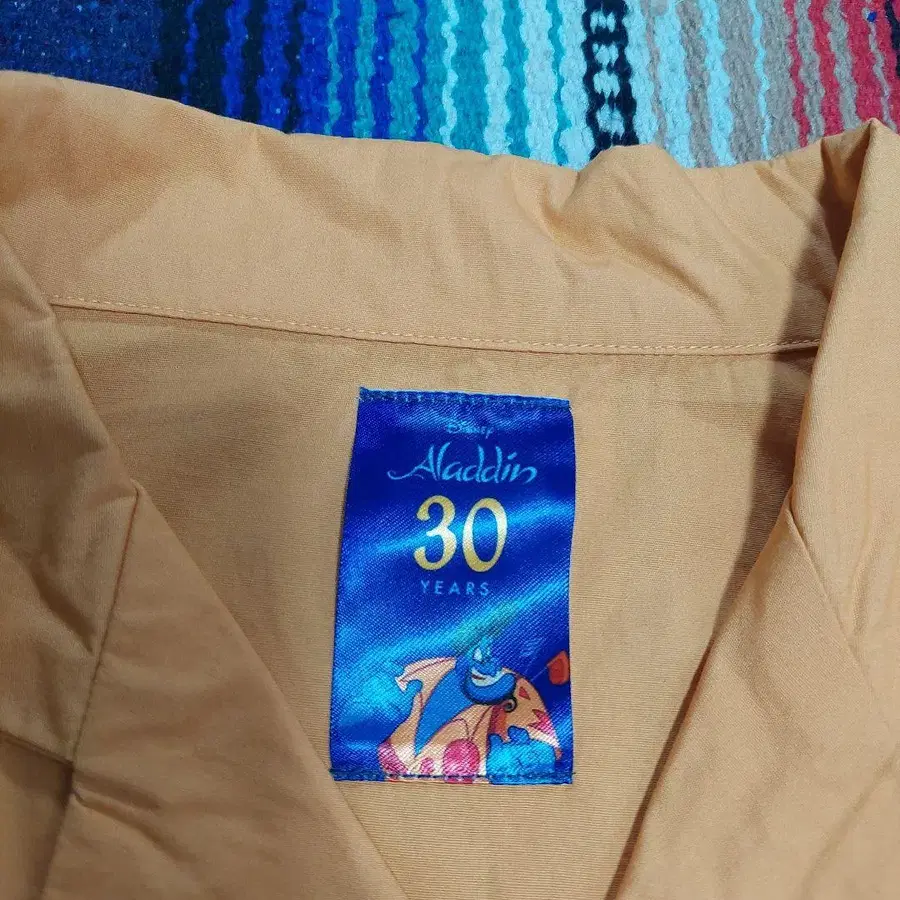 Disney
Aladdin
30
YEARS